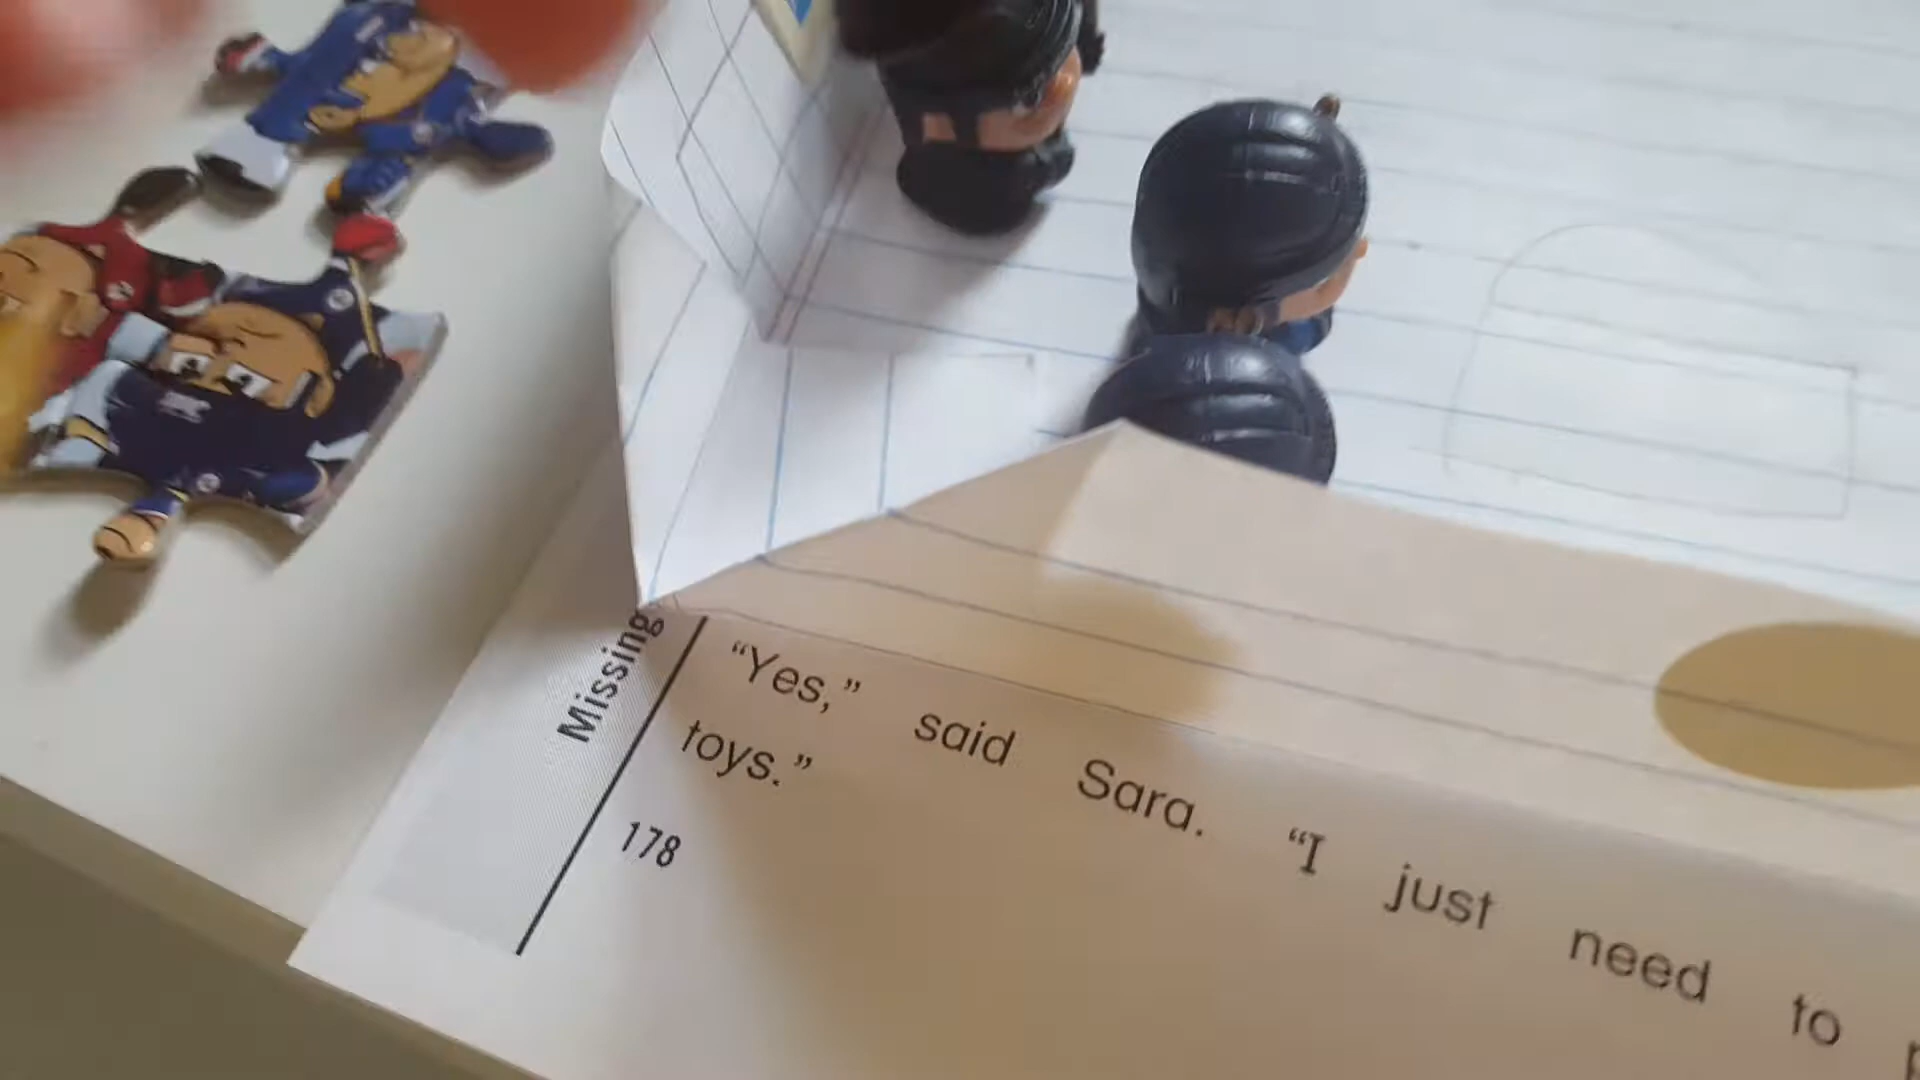 Missing
“Yes,” said Sara. “I just need to
toys.”
178